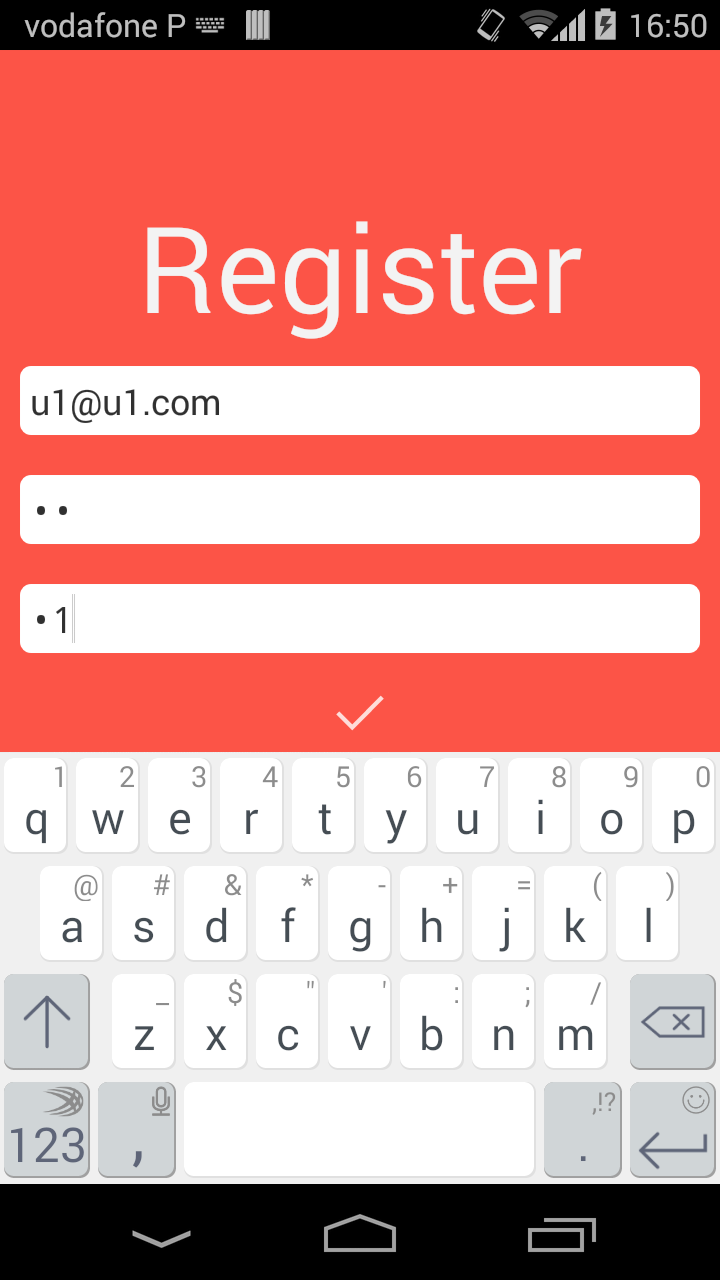 vodafone P 16:50
Register
u1@u1.com
••
•1
1 2 3 4 5 6 7 8 9 0
q w e r t y u i o p
@ # & * - + = ( )
a s d f g h j k l
_ $ " ' : ; /
z x c v b n m
,!?
123 , .